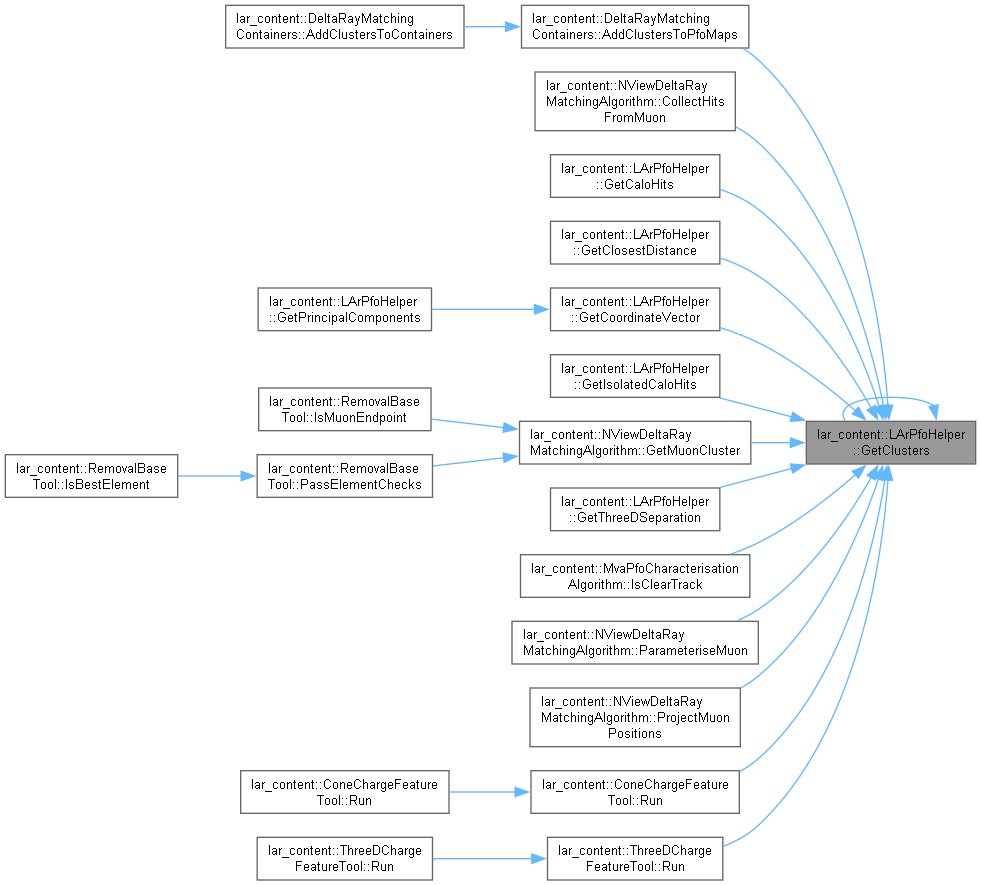 lar_content::DeltaRayMatching
Containers::AddClustersToContainers
lar_content::DeltaRayMatching
Containers::AddClustersToPfoMaps
lar_content::NViewDeltaRay
MatchingAlgorithm::CollectHits
FromMuon
lar_content::LArPfoHelper
::GetCaloHits
lar_content::LArPfoHelper
::GetClosestDistance
lar_content::LArPfoHelper
::GetPrincipalComponents
lar_content::LArPfoHelper
::GetCoordinateVector
lar_content::LArPfoHelper
::GetIsolatedCaloHits
lar_content::RemovalBase
Tool::IsMuonEndpoint
lar_content::NViewDeltaRay
MatchingAlgorithm::GetMuonCluster
lar_content::LArPfoHelper
::GetClusters
lar_content::RemovalBase
Tool::IsBestElement
lar_content::RemovalBase
Tool::PassElementChecks
lar_content::LArPfoHelper
::GetThreeDSeparation
lar_content::MvaPfoCharacterisation
Algorithm::IsClearTrack
lar_content::NViewDeltaRay
MatchingAlgorithm::ParameteriseMuon
lar_content::NViewDeltaRay
MatchingAlgorithm::ProjectMuon
Positions
lar_content::ConeChargeFeature
Tool::Run
lar_content::ConeChargeFeature
Tool::Run
lar_content::ThreeDCharge
FeatureTool::Run
lar_content::ThreeDCharge
FeatureTool::Run